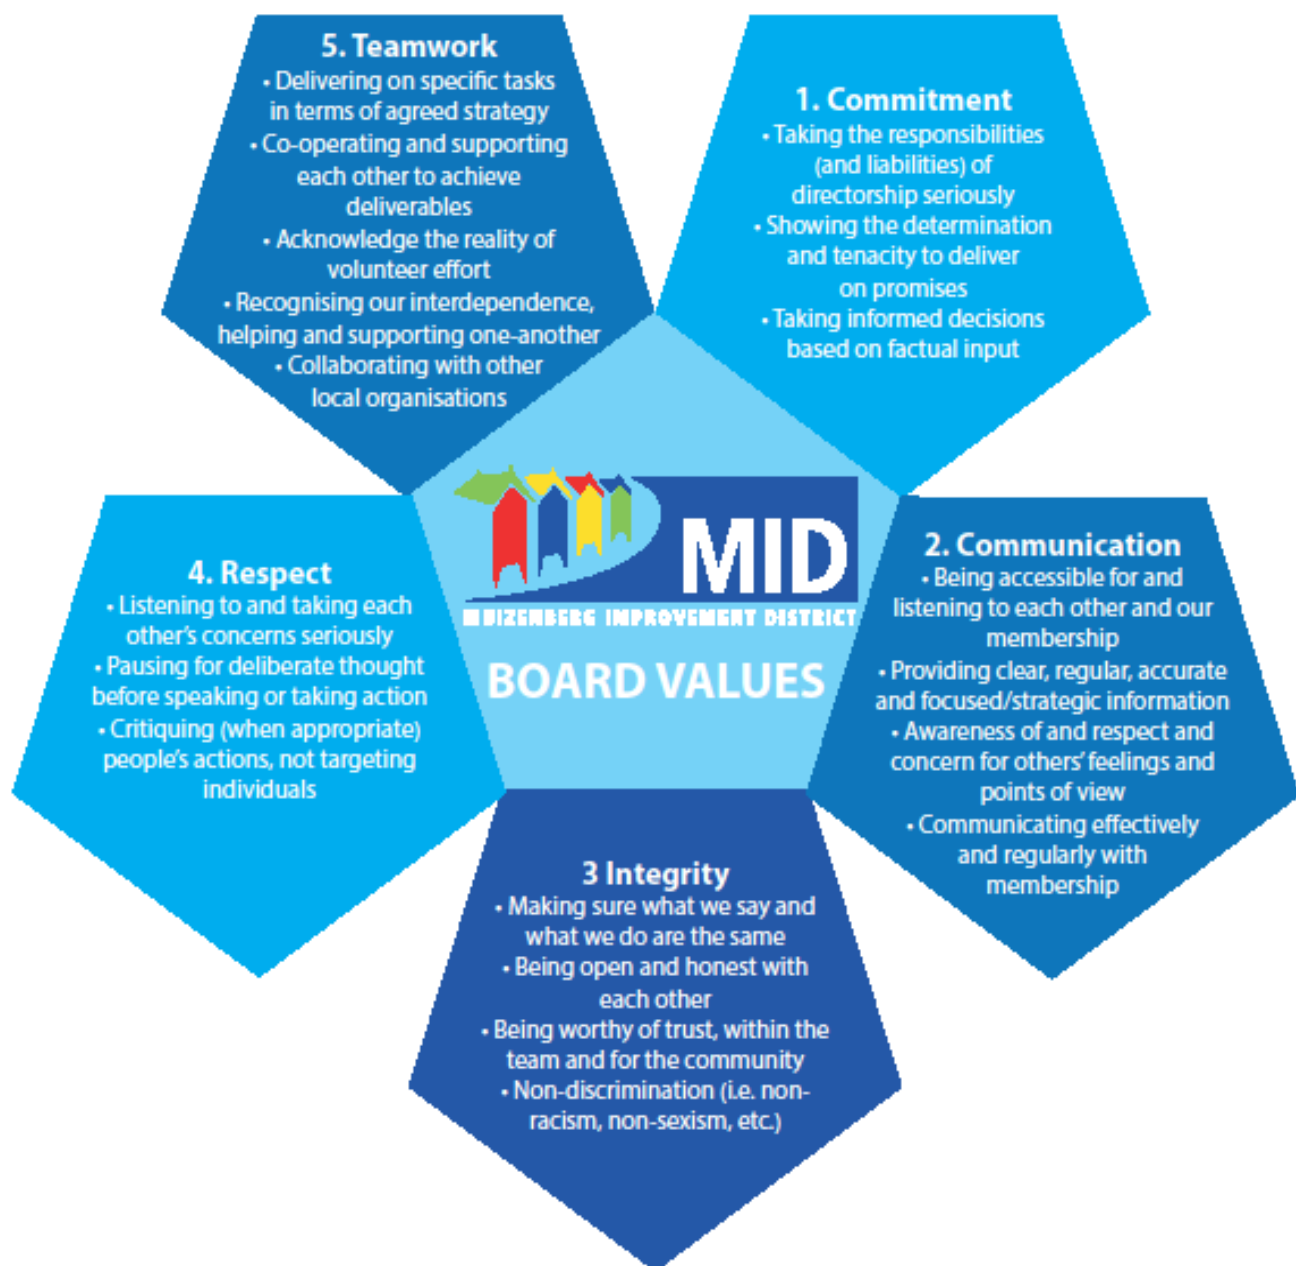 5. Teamwork
• Delivering on specific tasks
in terms of agreed strategy
• Co-operating and supporting
each other to achieve
deliverables
• Acknowledge the reality of
volunteer effort
• Recognising our interdependence,
helping and supporting one-another
• Collaborating with other
local organisations
1. Commitment
• Taking the responsibilities
(and liabilities) of
directorship seriously
• Showing the determination
and tenacity to deliver
on promises
• Taking informed decisions
based on factual input
MID
MUIZENBERG IMPROVEMENT DISTRICT
BOARD VALUES
2. Communication
• Being accessible for and
listening to each other and our
membership
• Providing clear, regular, accurate
and focused/strategic information
• Awareness of and respect and
concern for others' feelings and
points of view
• Communicating effectively
and regularly with
membership
3 Integrity
• Making sure what we say and
what we do are the same
• Being open and honest with
each other
• Being worthy of trust, within the
team and for the community
• Non-discrimination (i.e. non-
racism, non-sexism, etc.)
4. Respect
• Listening to and taking each
other's concerns seriously
• Pausing for deliberate thought
before speaking or taking action
• Critiquing (when appropriate)
people's actions, not targeting
individuals